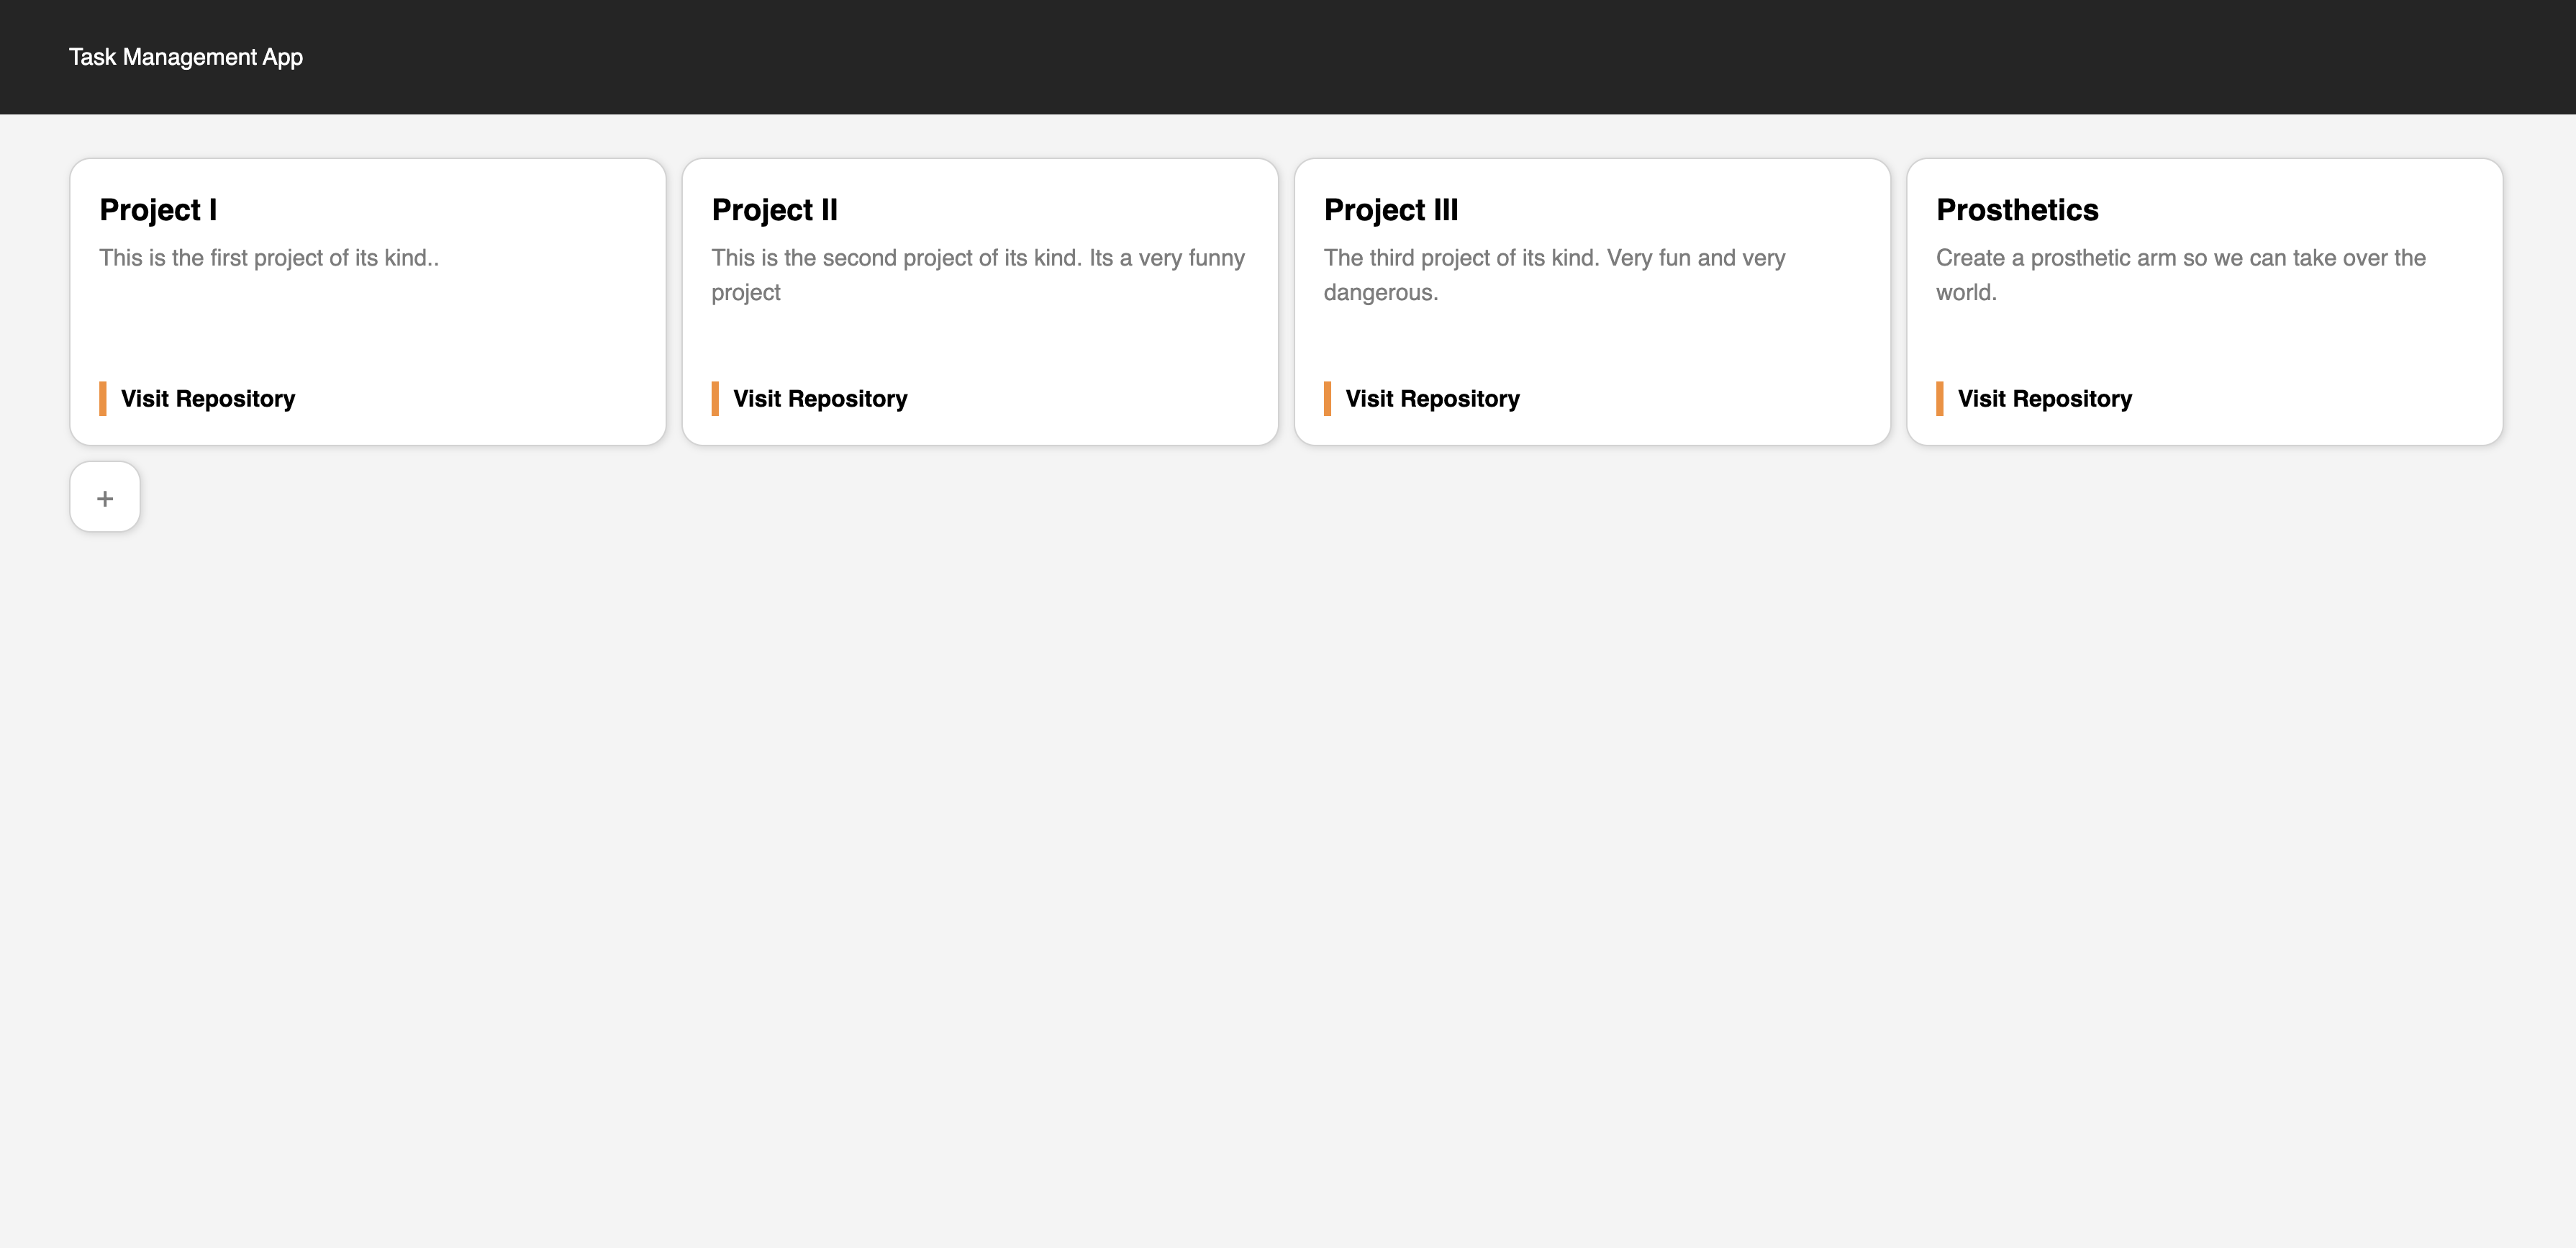 Task Management App
Project I
This is the first project of its kind..
Visit Repository
Project II
This is the second project of its kind. Its a very funny
project
Visit Repository
Project III
The third project of its kind. Very fun and very
dangerous.
Visit Repository
Prosthetics
Create a prosthetic arm so we can take over the
world.
Visit Repository
+